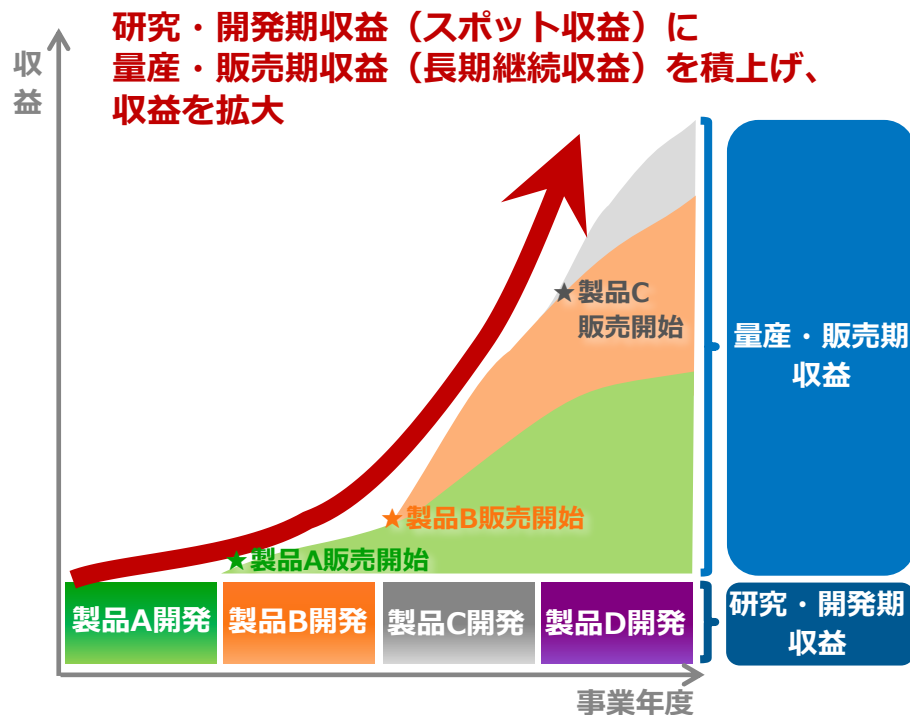 研究・開発期収益（スポット収益）に
量産・販売期収益（長期継続収益）を積上げ、
収益を拡大
収益
★製品C
販売開始
量産・販売期
収益
★製品B販売開始
★製品A販売開始
製品A開発
製品B開発
製品C開発
製品D開発
研究・開発期
収益
事業年度